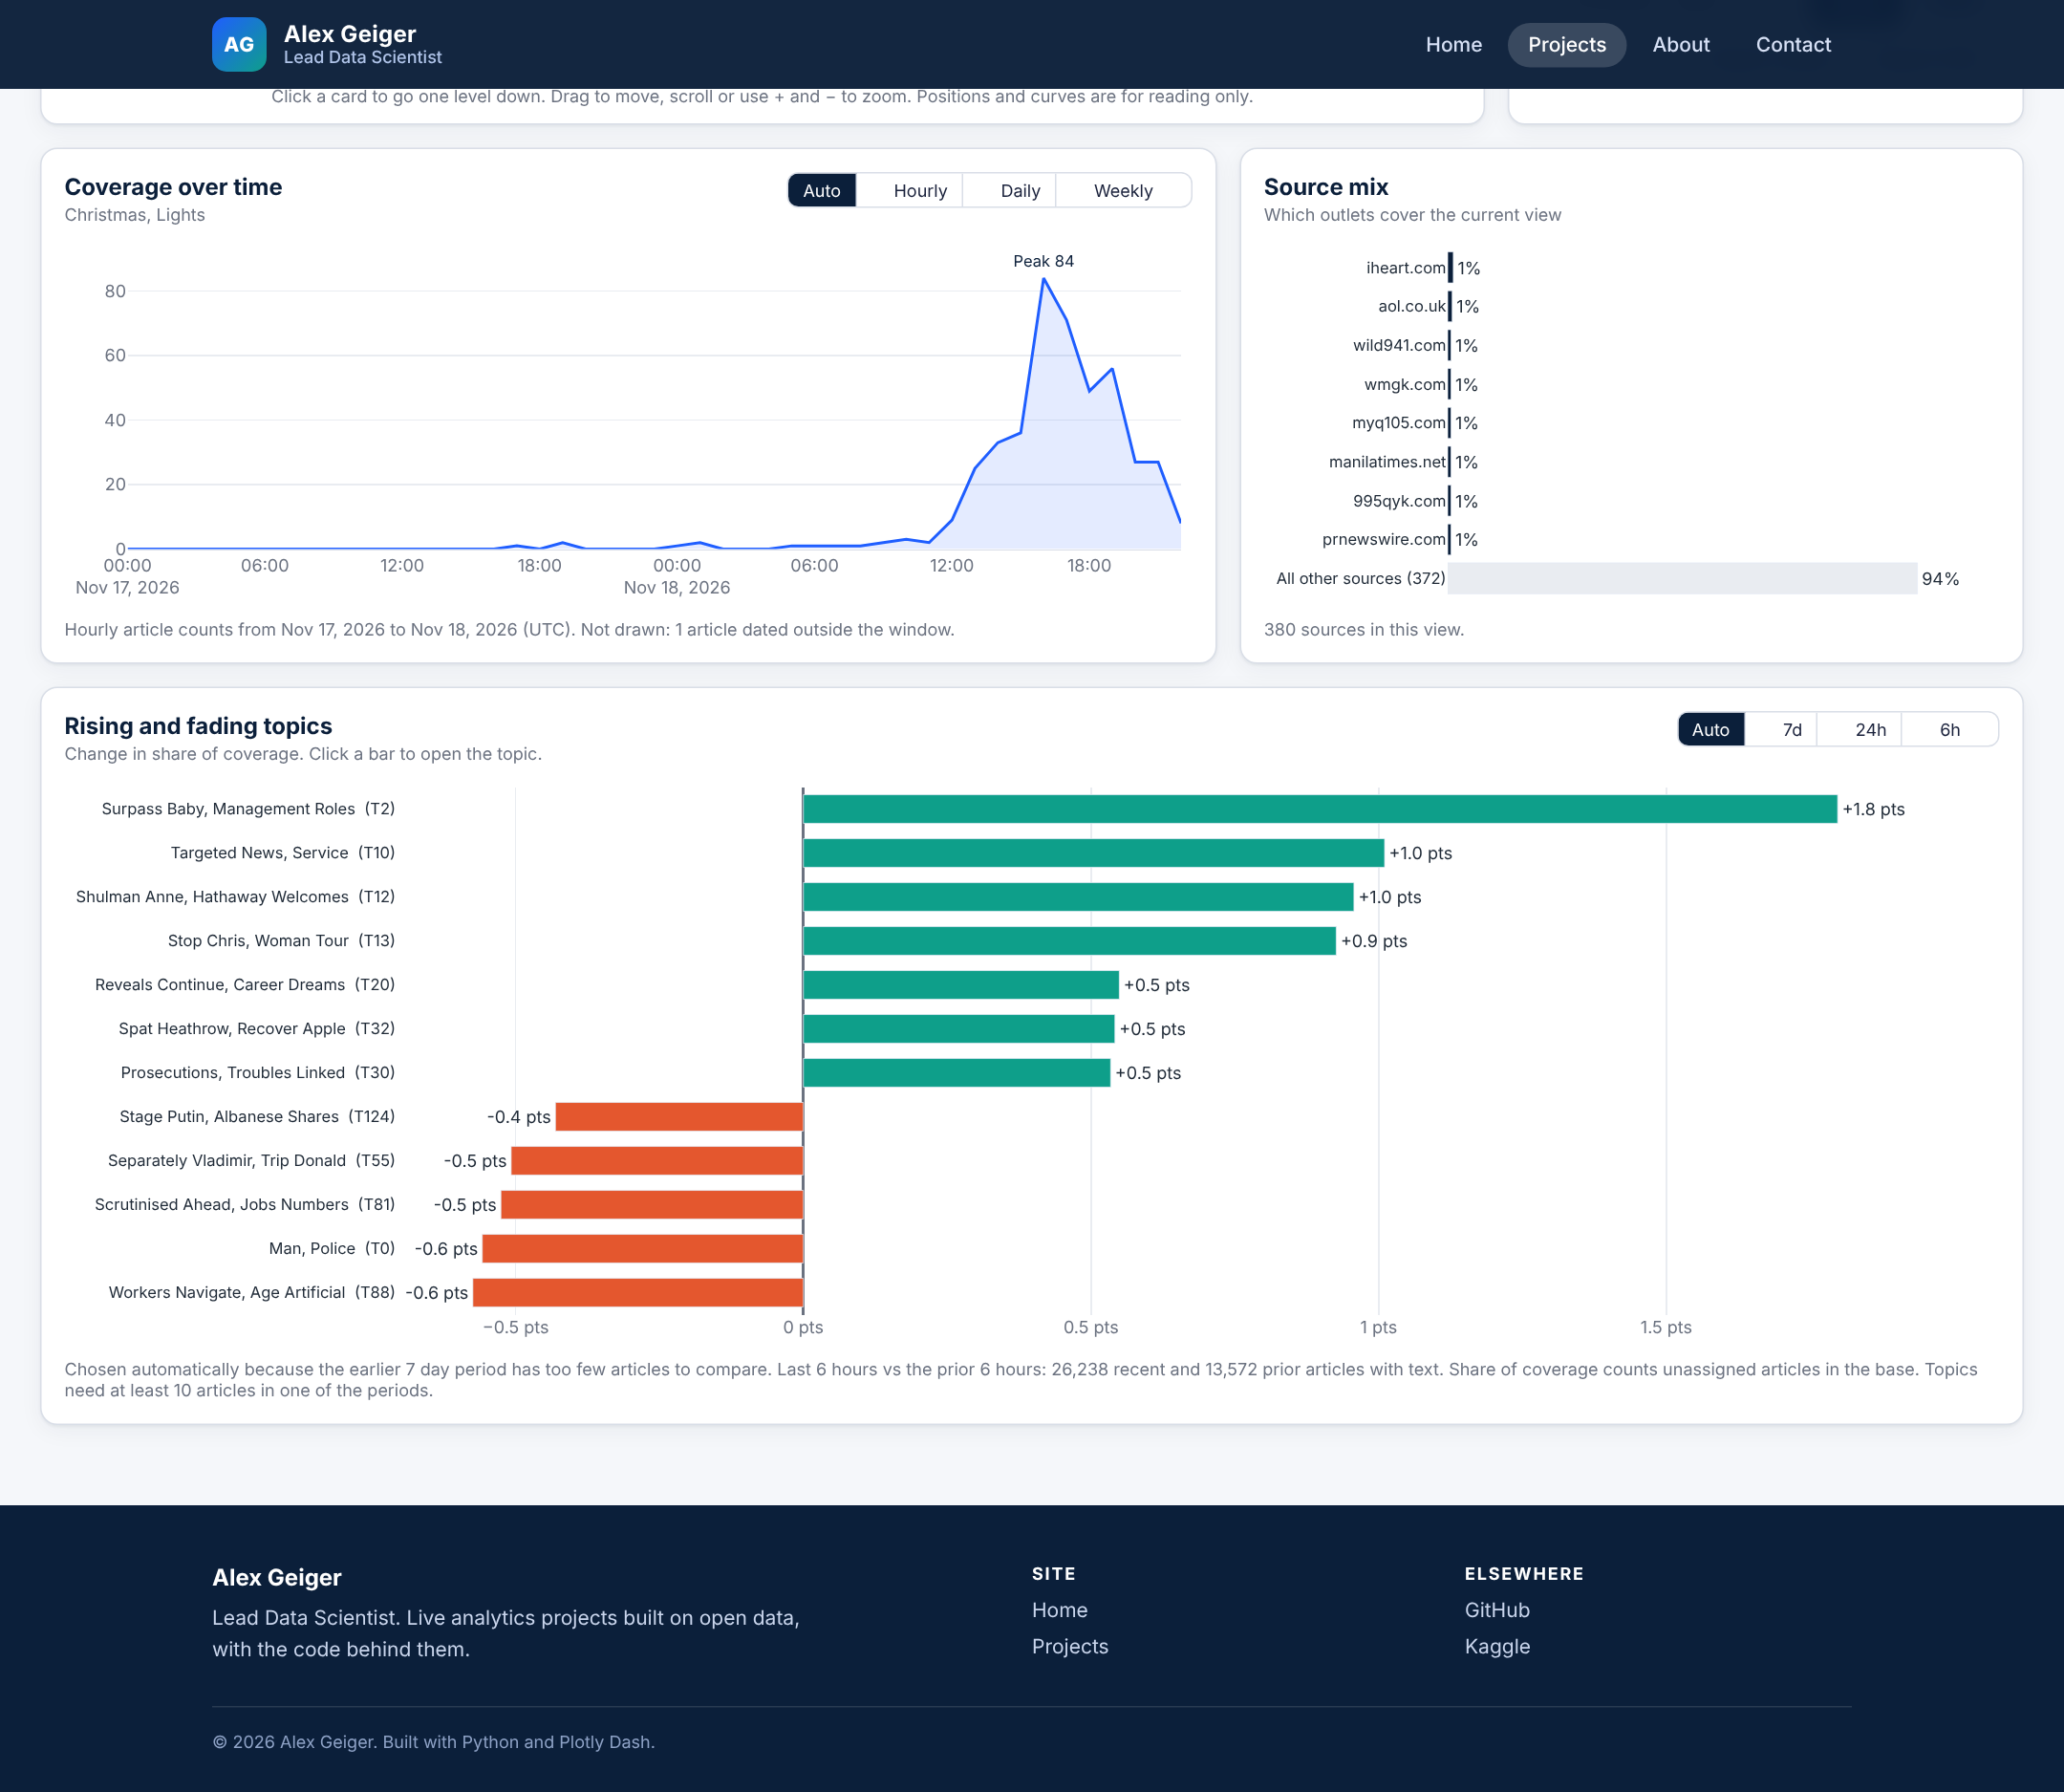 AG
Alex Geiger
Lead Data Scientist
Home
Projects
About
Contact
Click a card to go one level down. Drag to move, scroll or use + and − to zoom. Positions and curves are for reading only.
Coverage over time
Christmas, Lights
Auto
Hourly
Daily
Weekly
Peak 84
80
60
40
20
0
00:00
Nov 17, 2026
06:00
12:00
18:00
00:00
Nov 18, 2026
06:00
12:00
18:00
Hourly article counts from Nov 17, 2026 to Nov 18, 2026 (UTC). Not drawn: 1 article dated outside the window.
Source mix
Which outlets cover the current view
iheart.com 1%
aol.co.uk 1%
wild941.com 1%
wmgk.com 1%
myq105.com 1%
manilatimes.net 1%
995qyk.com 1%
prnewswire.com 1%
All other sources (372) 94%
380 sources in this view.
Rising and fading topics
Change in share of coverage. Click a bar to open the topic.
Auto
7d
24h
6h
Surpass Baby, Management Roles (T2) +1.8 pts
Targeted News, Service (T10) +1.0 pts
Shulman Anne, Hathaway Welcomes (T12) +1.0 pts
Stop Chris, Woman Tour (T13) +0.9 pts
Reveals Continue, Career Dreams (T20) +0.5 pts
Spat Heathrow, Recover Apple (T32) +0.5 pts
Prosecutions, Troubles Linked (T30) +0.5 pts
Stage Putin, Albanese Shares (T124) -0.4 pts
Separately Vladimir, Trip Donald (T55) -0.5 pts
Scrutinised Ahead, Jobs Numbers (T81) -0.5 pts
Man, Police (T0) -0.6 pts
Workers Navigate, Age Artificial (T88) -0.6 pts
−0.5 pts
0 pts
0.5 pts
1 pts
1.5 pts
Chosen automatically because the earlier 7 day period has too few articles to compare. Last 6 hours vs the prior 6 hours: 26,238 recent and 13,572 prior articles with text. Share of coverage counts unassigned articles in the base. Topics
need at least 10 articles in one of the periods.
Alex Geiger
Lead Data Scientist. Live analytics projects built on open data,
with the code behind them.
SITE
Home
Projects
ELSEWHERE
GitHub
Kaggle
© 2026 Alex Geiger. Built with Python and Plotly Dash.